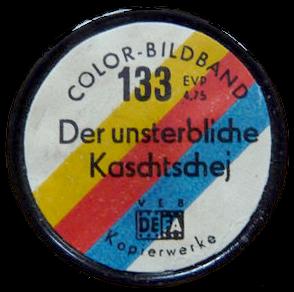 COLOR-BILDBAND
133 EVP 4,75
Der unsterbliche
Kaschtschej
VEB
DEFA
Kopierwerke